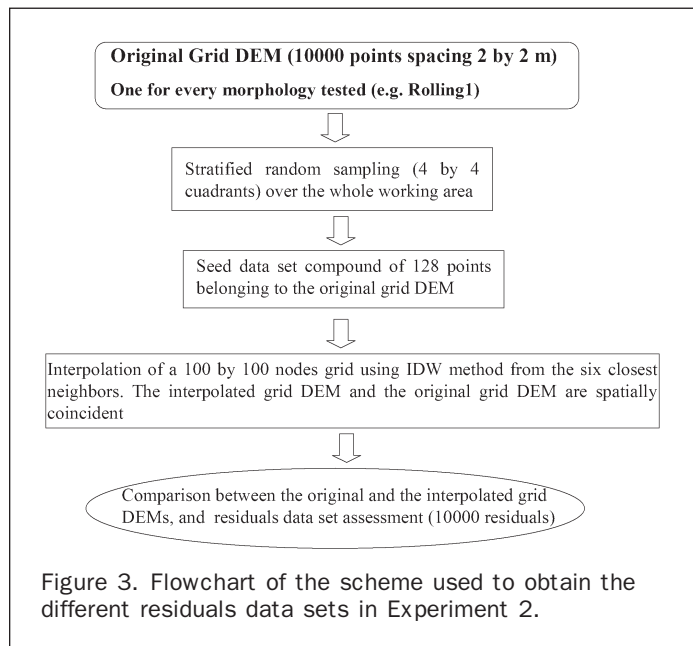 Original Grid DEM (10000 points spacing 2 by 2 m)
One for every morphology tested (e.g. Rolling1)
Stratified random sampling (4 by 4
cuadrants) over the whole working area
Seed data set compound of 128 points
belonging to the original grid DEM
Interpolation of a 100 by 100 nodes grid using IDW method from the six closest
neighbors. The interpolated grid DEM and the original grid DEM are spatially
coincident
Comparison between the original and the interpolated grid
DEMs, and residuals data set assessment (10000 residuals)
Figure 3. Flowchart of the scheme used to obtain the
different residuals data sets in Experiment 2.